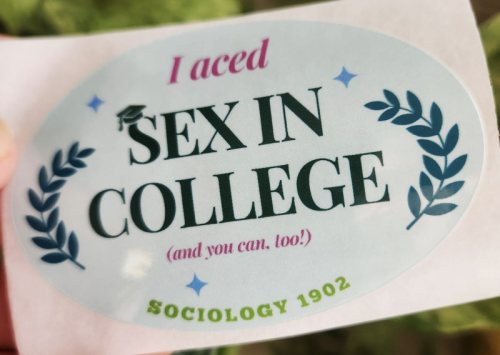 I aced
SEX IN
COLLEGE
(and you can, too!)
SOCIOLOGY 1902